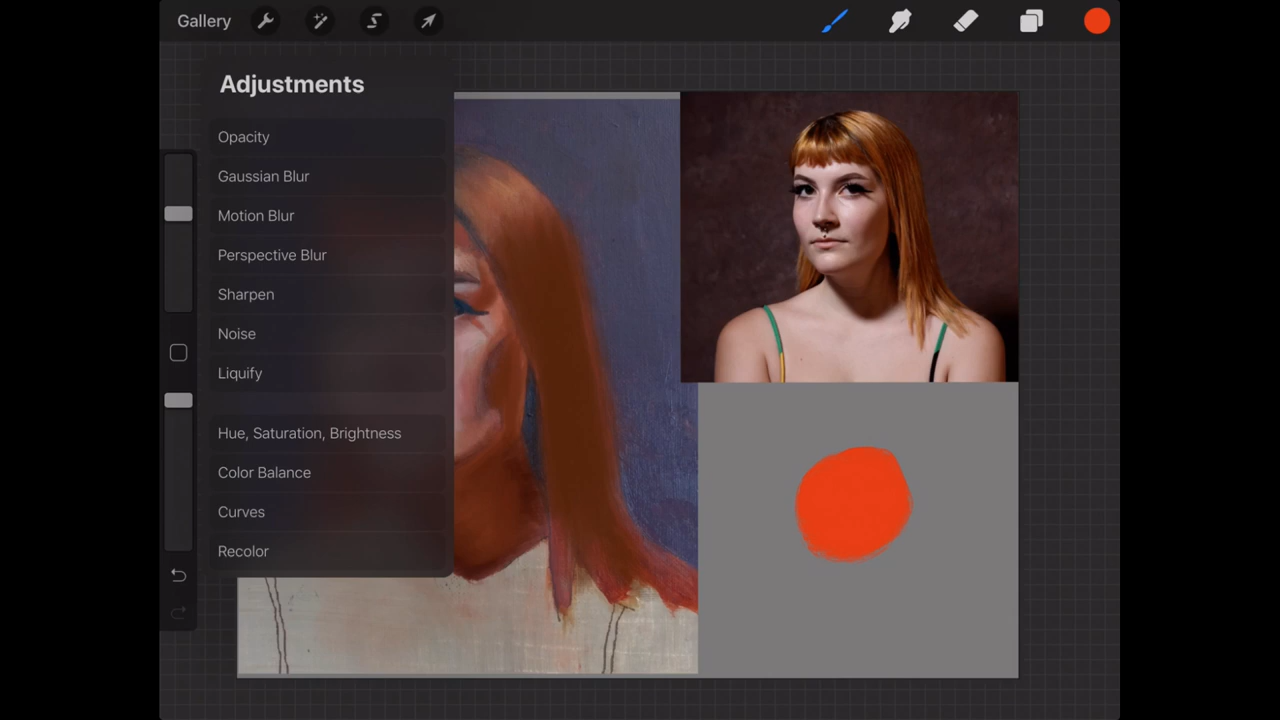 Gallery
Adjustments
Opacity
Gaussian Blur
Motion Blur
Perspective Blur
Sharpen
Noise
Liquify
Hue, Saturation, Brightness
Color Balance
Curves
Recolor